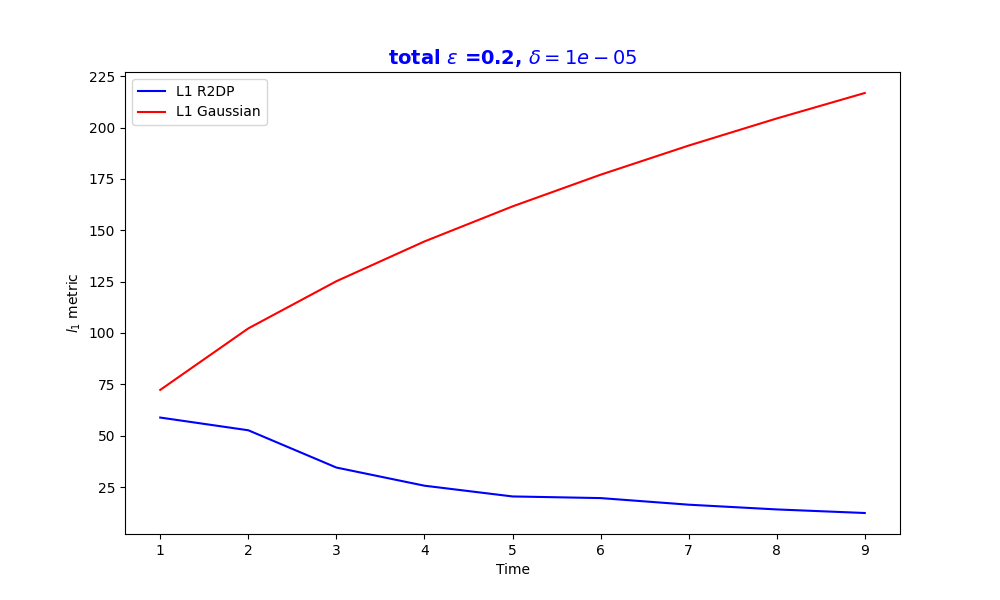 total ε =0.2, δ = 1e − 05
L1 R2DP
L1 Gaussian
225
200
175
150
125
100
75
50
25
l₁ metric
1 2 3 4 5 6 7 8 9
Time